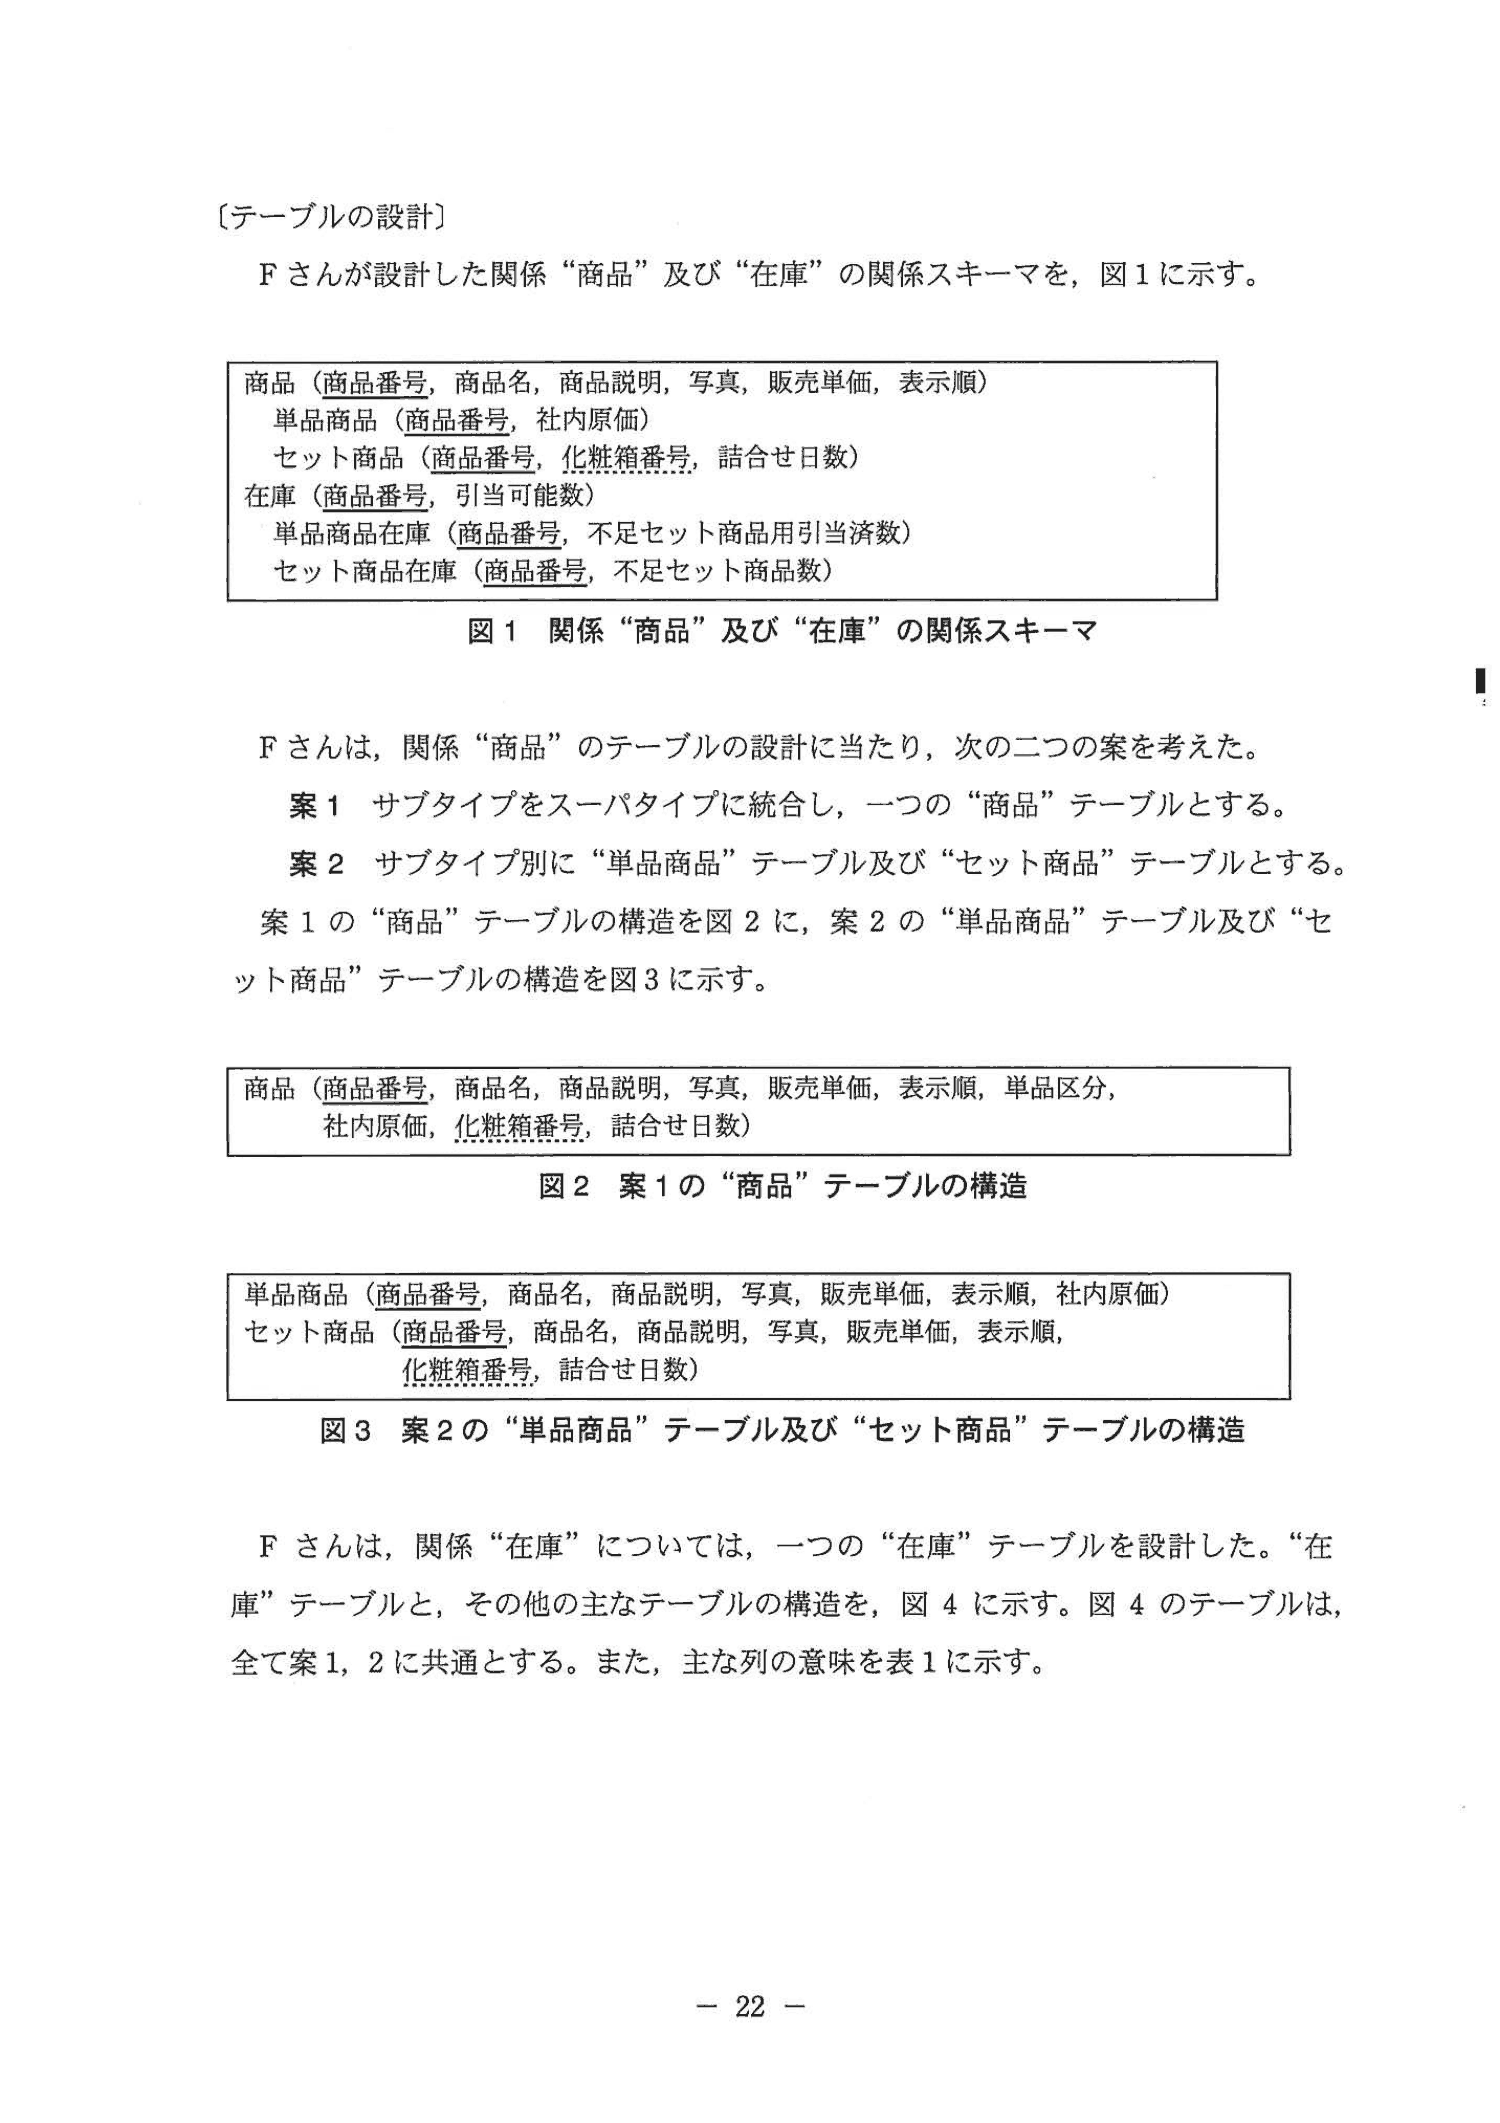 〔テーブルの設計〕
Fさんが設計した関係“商品”及び“在庫”の関係スキーマを，図1に示す。
商品（商品番号，商品名，商品説明，写真，販売単価，表示順）
単品商品（商品番号，社内原価）
セット商品（商品番号，化粧箱番号，詰合せ日数）
在庫（商品番号，引当可能数）
単品商品在庫（商品番号，不足セット商品用引当済数）
セット商品在庫（商品番号，不足セット商品数）
図1　関係“商品”及び“在庫”の関係スキーマ
Fさんは，関係“商品”のテーブルの設計に当たり，次の二つの案を考えた。
案1　サブタイプをスーパタイプに統合し，一つの“商品”テーブルとする。
案2　サブタイプ別に“単品商品”テーブル及び“セット商品”テーブルとする。
案1の“商品”テーブルの構造を図2に，案2の“単品商品”テーブル及び“セ
ット商品”テーブルの構造を図3に示す。
商品（商品番号，商品名，商品説明，写真，販売単価，表示順，単品区分，
社内原価，化粧箱番号，詰合せ日数）
図2　案1の“商品”テーブルの構造
単品商品（商品番号，商品名，商品説明，写真，販売単価，表示順，社内原価）
セット商品（商品番号，商品名，商品説明，写真，販売単価，表示順，
化粧箱番号，詰合せ日数）
図3　案2の“単品商品”テーブル及び“セット商品”テーブルの構造
Fさんは，関係“在庫”については，一つの“在庫”テーブルを設計した。“在
庫”テーブルと，その他の主なテーブルの構造を，図4に示す。図4のテーブルは，
全て案1，2に共通とする。また，主な列の意味を表1に示す。
－ 22 －